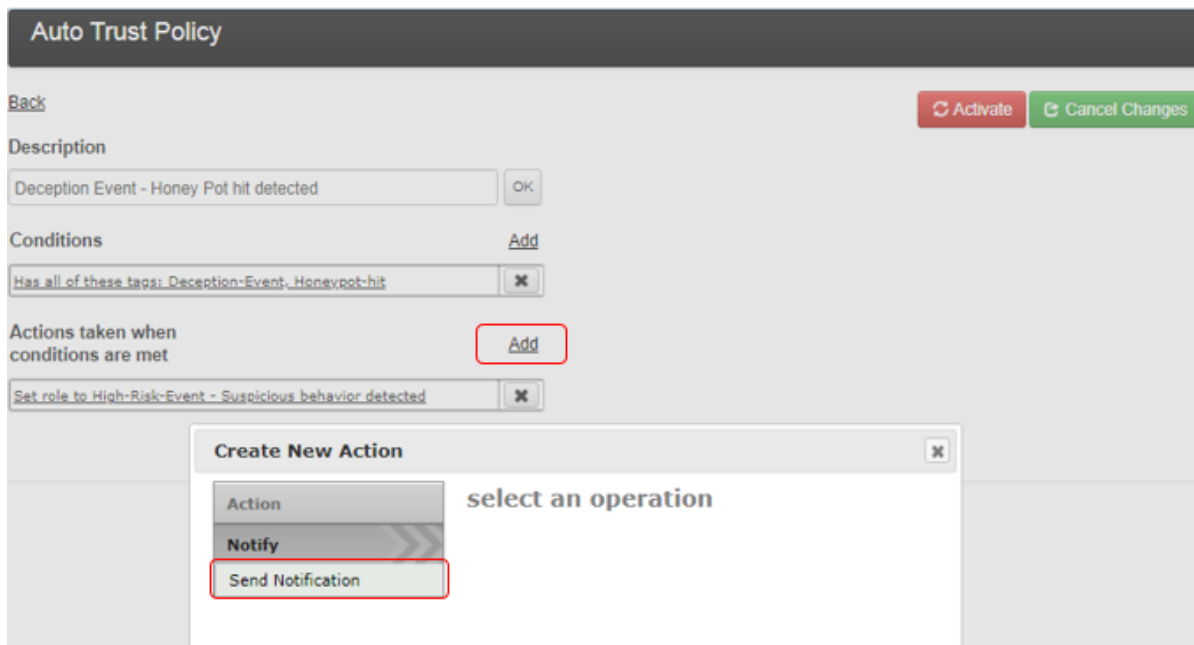 Auto Trust Policy
Back
Activate
Cancel Changes
Description
Deception Event - Honey Pot hit detected
OK
Conditions
Add
Has all of these tags: Deception-Event, Honeypot-hit
Actions taken when
conditions are met
Add
Set role to High-Risk-Event - Suspicious behavior detected
Create New Action
Action
select an operation
Notify
Send Notification